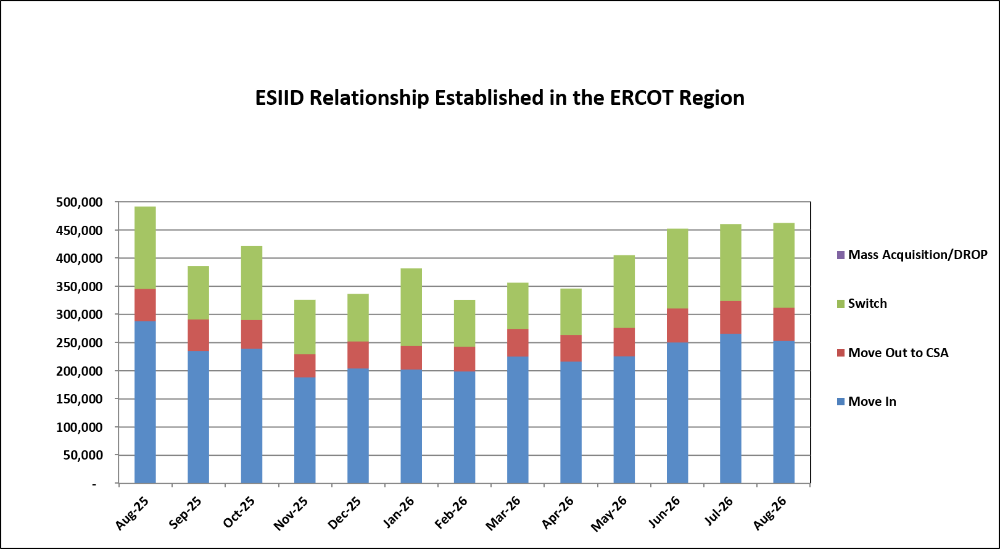 ESIID Relationship Established in the ERCOT Region
500,000
450,000
400,000
350,000
300,000
250,000
200,000
150,000
100,000
50,000
-
Aug-25
Sep-25
Oct-25
Nov-25
Dec-25
Jan-26
Feb-26
Mar-26
Apr-26
May-26
Jun-26
Jul-26
Aug-26
Mass Acquisition/DROP
Switch
Move Out to CSA
Move In